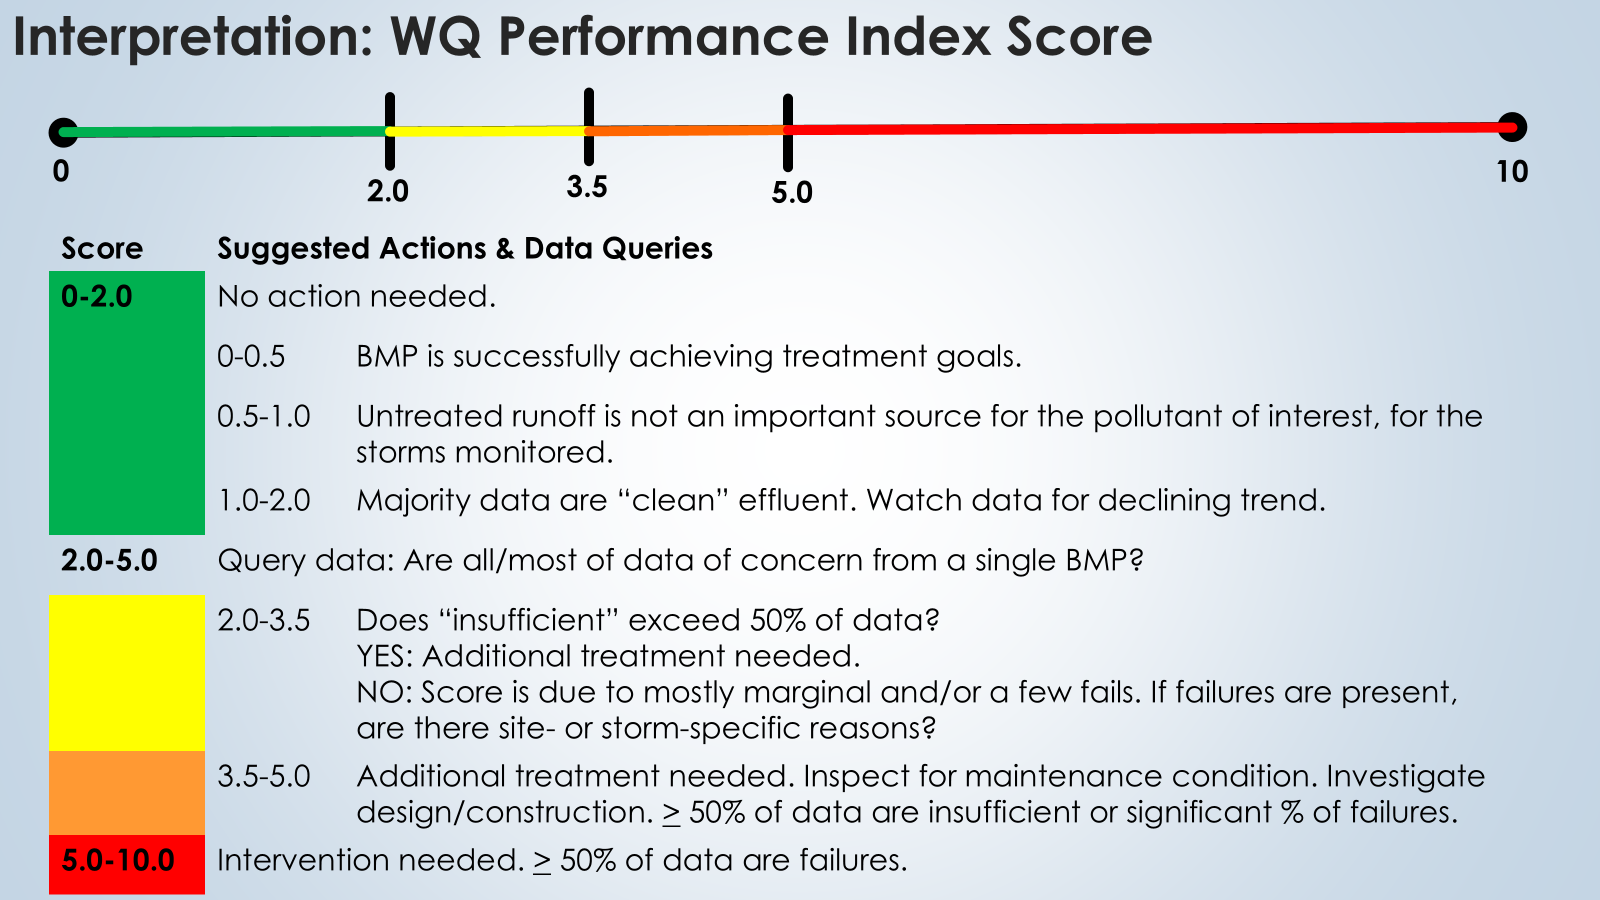 Interpretation: WQ Performance Index Score
0
2.0
3.5
5.0
10
Score Suggested Actions & Data Queries
0-2.0 No action needed.
0-0.5 BMP is successfully achieving treatment goals.
0.5-1.0 Untreated runoff is not an important source for the pollutant of interest, for the
storms monitored.
1.0-2.0 Majority data are “clean” effluent. Watch data for declining trend.
2.0-5.0 Query data: Are all/most of data of concern from a single BMP?
2.0-3.5 Does “insufficient” exceed 50% of data?
YES: Additional treatment needed.
NO: Score is due to mostly marginal and/or a few fails. If failures are present,
are there site- or storm-specific reasons?
3.5-5.0 Additional treatment needed. Inspect for maintenance condition. Investigate
design/construction. ≥ 50% of data are insufficient or significant % of failures.
5.0-10.0 Intervention needed. ≥ 50% of data are failures.